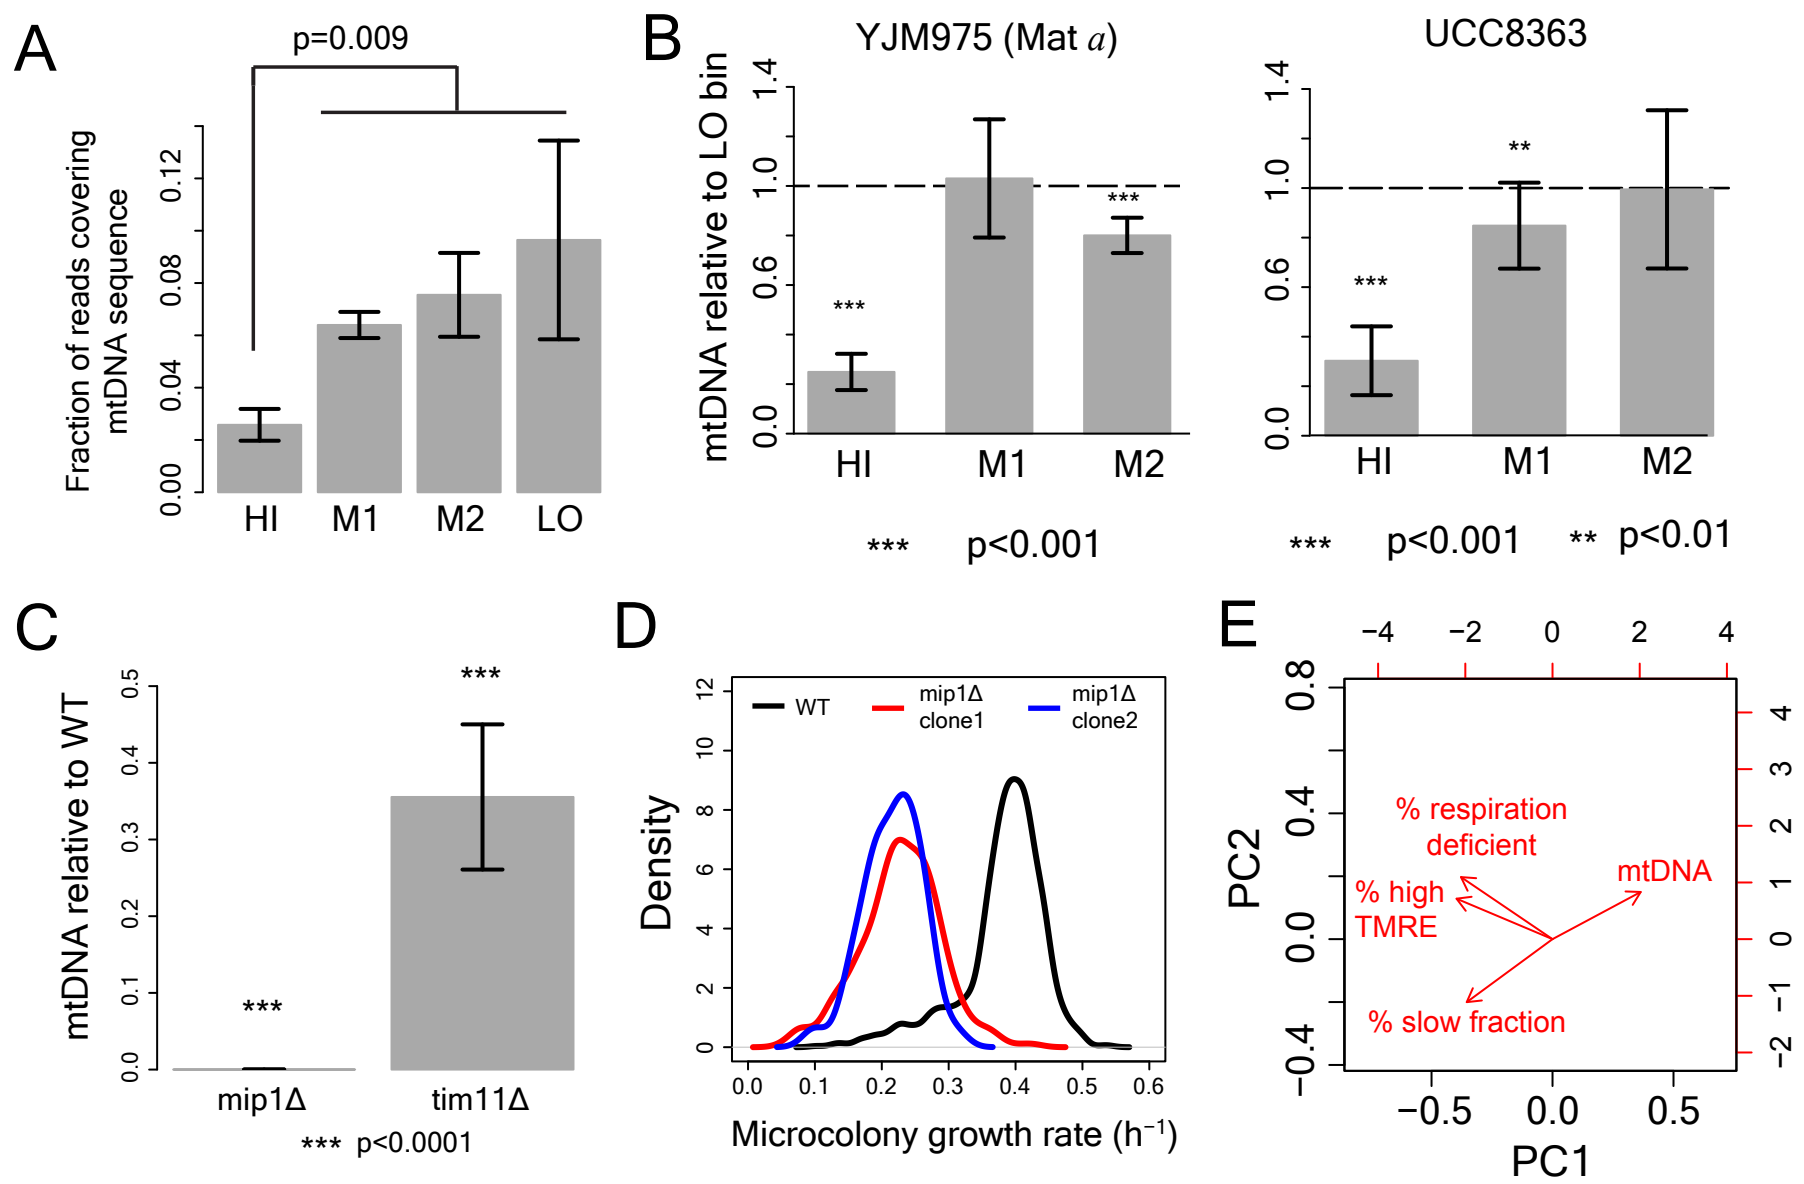 A
p=0.009
Fraction of reads covering
mtDNA sequence
0.00
0.04
0.08
0.12
HI
M1
M2
LO
B
YJM975 (Mat a)
mtDNA relative to LO bin
0.0
0.6
1.0
1.4
***
***
HI
M1
M2
*** p<0.001
UCC8363
0.0
0.6
1.0
1.4
***
**
HI
M1
M2
*** p<0.001 ** p<0.01
C
mtDNA relative to WT
0.0
0.1
0.2
0.3
0.4
0.5
***
***
mip1Δ
tim11Δ
*** p<0.0001
D
Density
0
2
4
6
8
10
12
WT
mip1Δ
clone1
mip1Δ
clone2
0.0 0.1 0.2 0.3 0.4 0.5 0.6
Microcolony growth rate (h⁻¹)
E
−4 −2 0 2 4
PC2
−0.4
0.0
0.4
0.8
% respiration
deficient
mtDNA
% high
TMRE
% slow fraction
4
3
2
1
0
−1
−2
−0.5 0.0 0.5
PC1